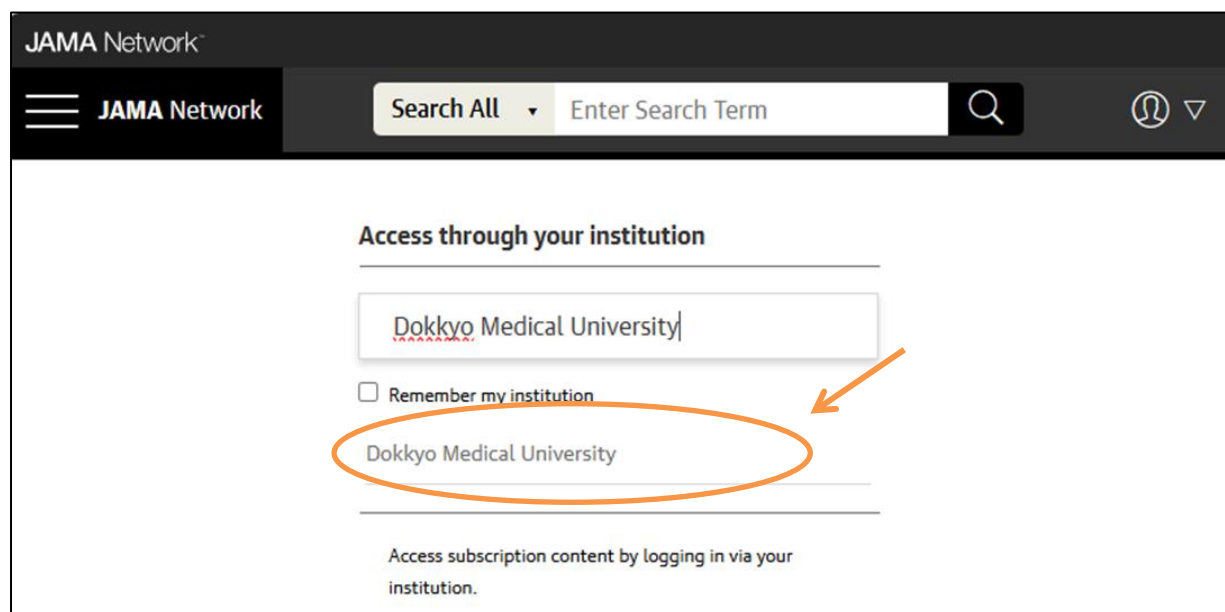 JAMA Network™
JAMA Network
Search All
Enter Search Term
Access through your institution
Dokkyo Medical University
Remember my institution
Dokkyo Medical University
Access subscription content by logging in via your
institution.